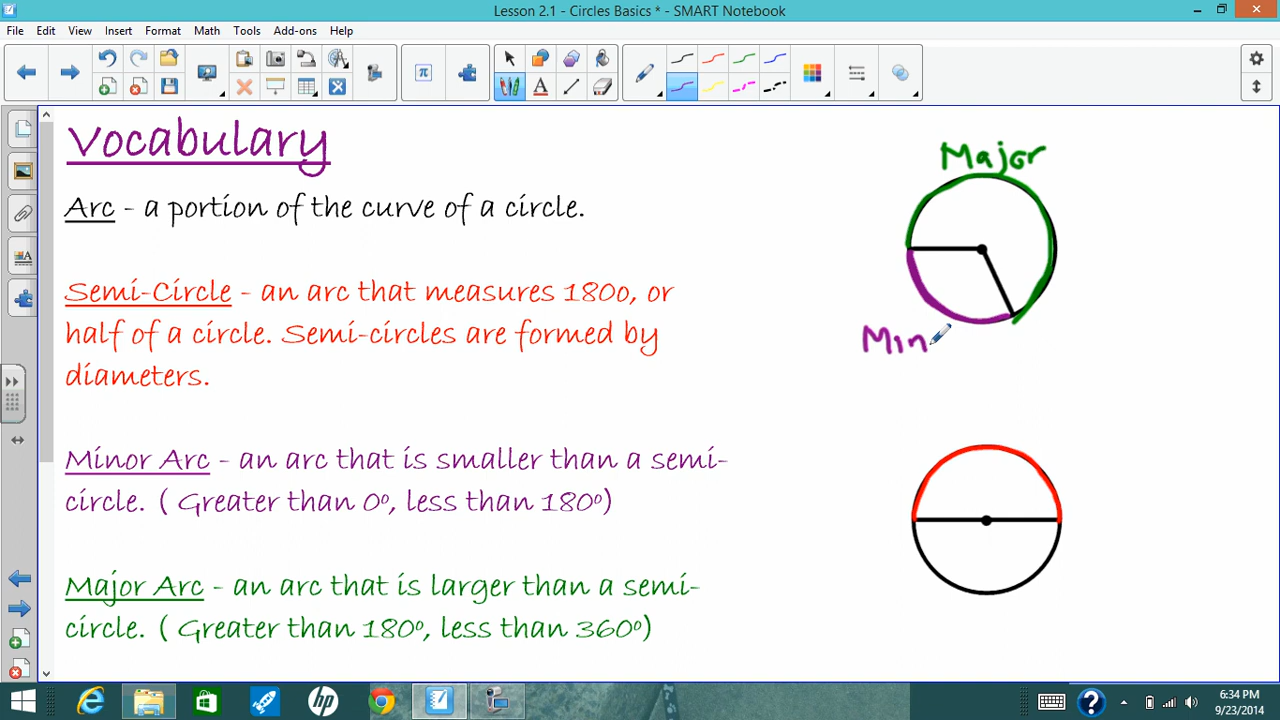 Lesson 2.1 - Circles Basics * - SMART Notebook
File Edit View Insert Format Math Tools Add-ons Help
Vocabulary
Arc - a portion of the curve of a circle.
Semi-Circle - an arc that measures 180o, or
half of a circle. Semi-circles are formed by
diameters.
Minor Arc - an arc that is smaller than a semi-
circle. ( Greater than 0º, less than 180º)
Major Arc - an arc that is larger than a semi-
circle. ( Greater than 180º, less than 360º)
Major
Min
hp
6:34 PM
9/23/2014